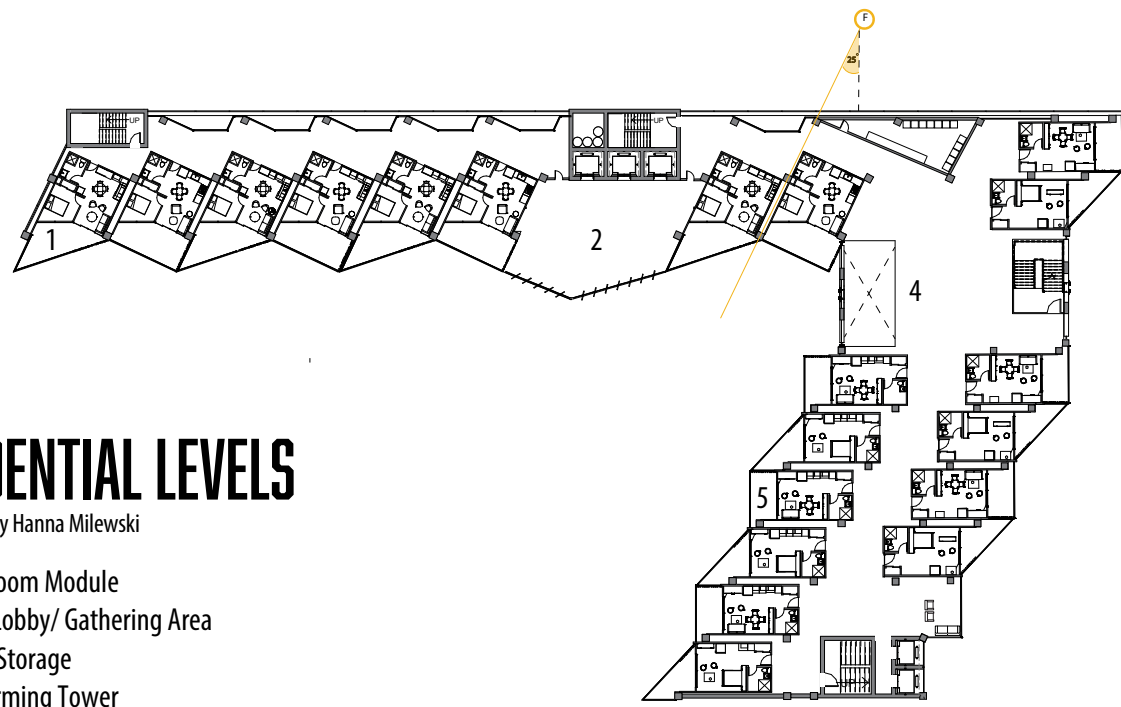 F
25°
UP
UP
1
2
4
5
DENTIAL LEVELS
y Hanna Milewski
oom Module
Lobby/ Gathering Area
Storage
rming Tower